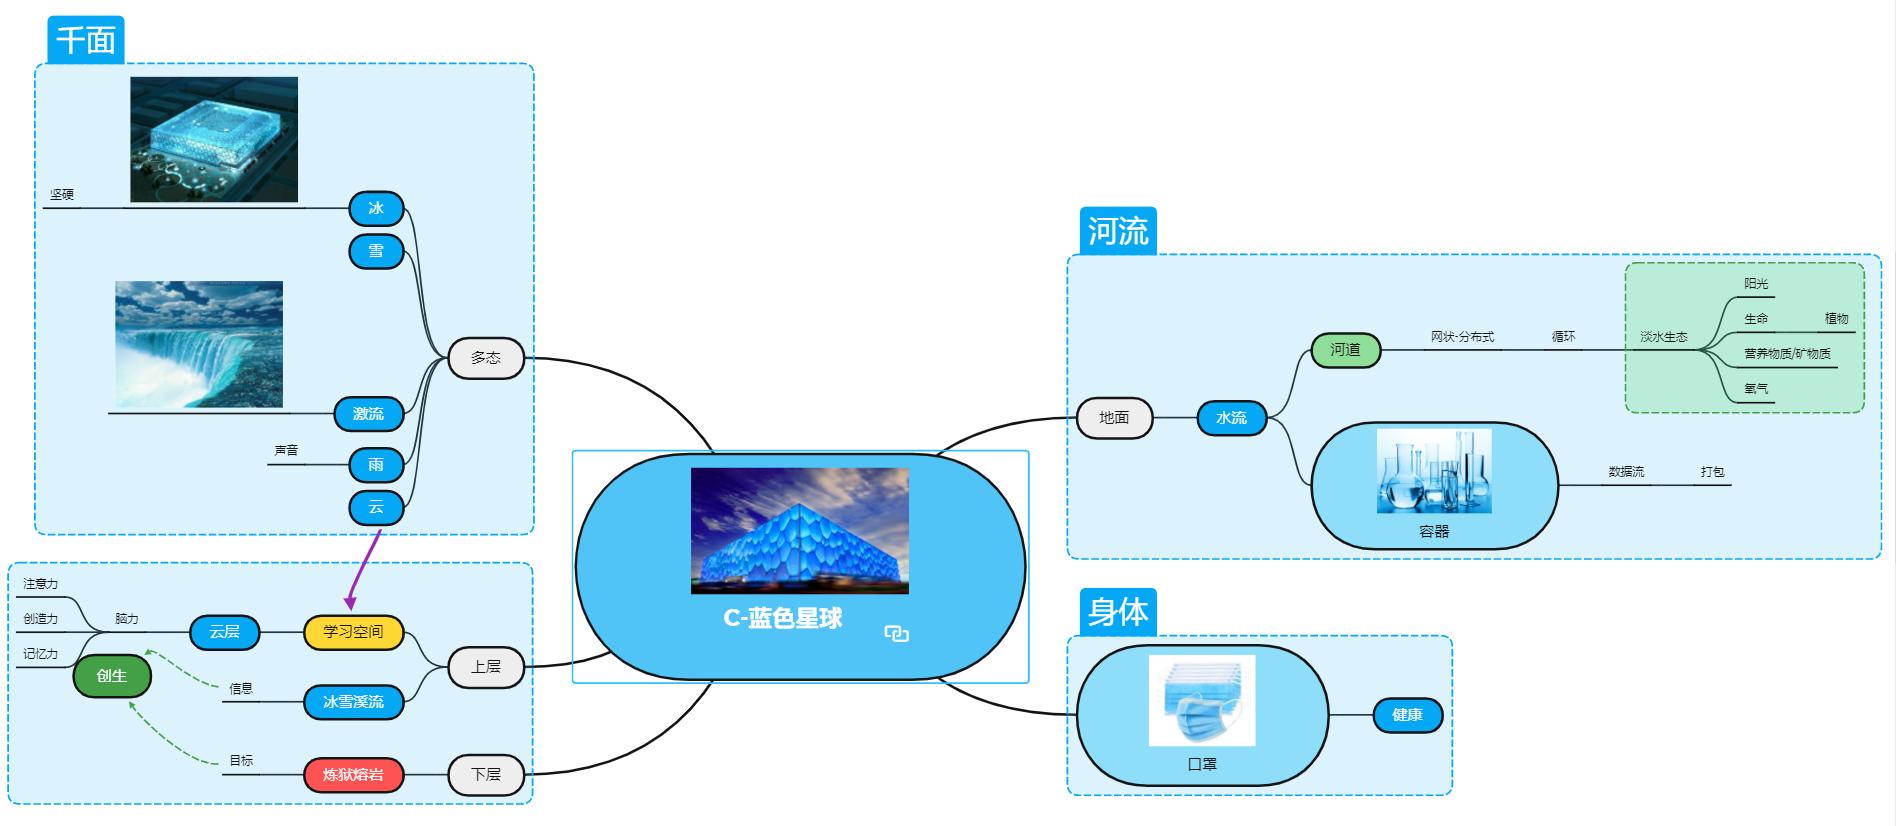 千面
坚硬
冰
雪
多态
激流
声音
雨
云
注意力
创造力
记忆力
脑力
云层
学习空间
创生
信息
冰雪溪流
上层
目标
炼狱熔岩
下层
C-蓝色星球
河流
地面
水流
河道
网状-分布式
循环
淡水生态
阳光
生命
植物
营养物质/矿物质
氧气
容器
数据流
打包
身体
口罩
健康